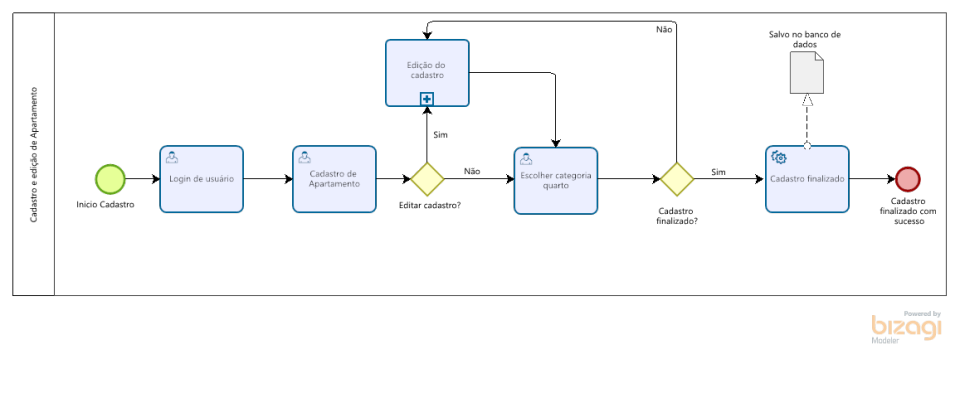 Cadastro e edição de Apartamento
Inicio Cadastro
Login de usuário
Cadastro de
Apartamento
Editar cadastro?
Sim
Não
Edição do
cadastro
Escolher categoria
quarto
Cadastro
finalizado?
Não
Sim
Salvo no banco de
dados
Cadastro finalizado
Cadastro
finalizado com
sucesso
Powered by
bizagi
Modeler